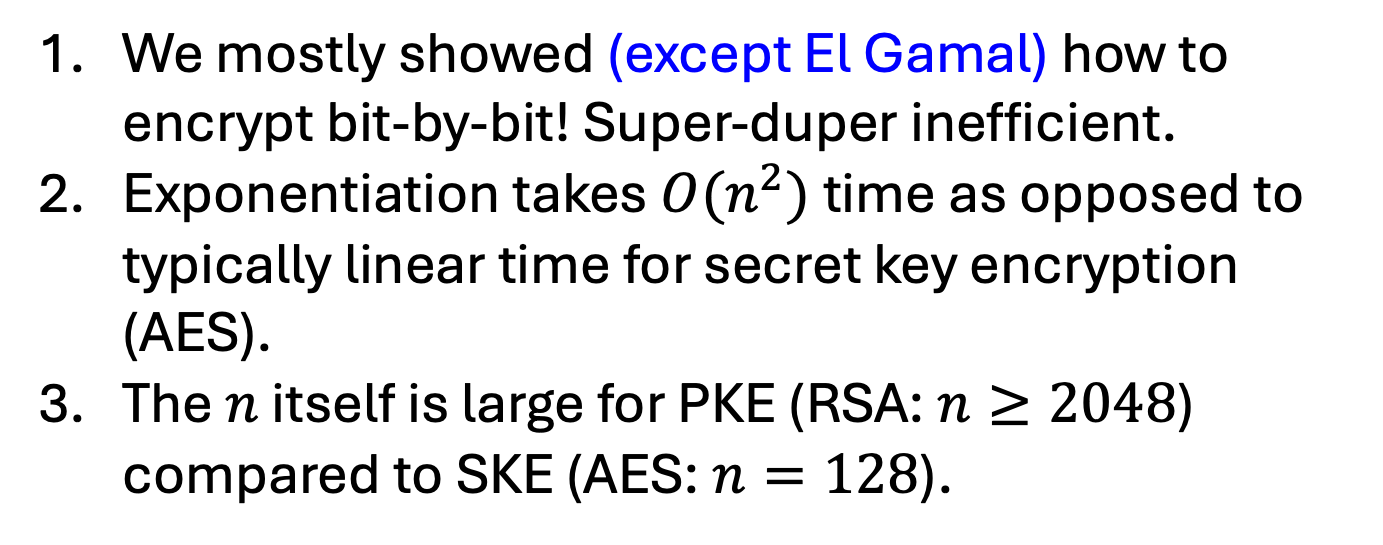 1. We mostly showed (except El Gamal) how to
encrypt bit-by-bit! Super-duper inefficient.
2. Exponentiation takes 𝑂(𝑛²) time as opposed to
typically linear time for secret key encryption
(AES).
3. The 𝑛 itself is large for PKE (RSA: 𝑛 ≥ 2048)
compared to SKE (AES: 𝑛 = 128).